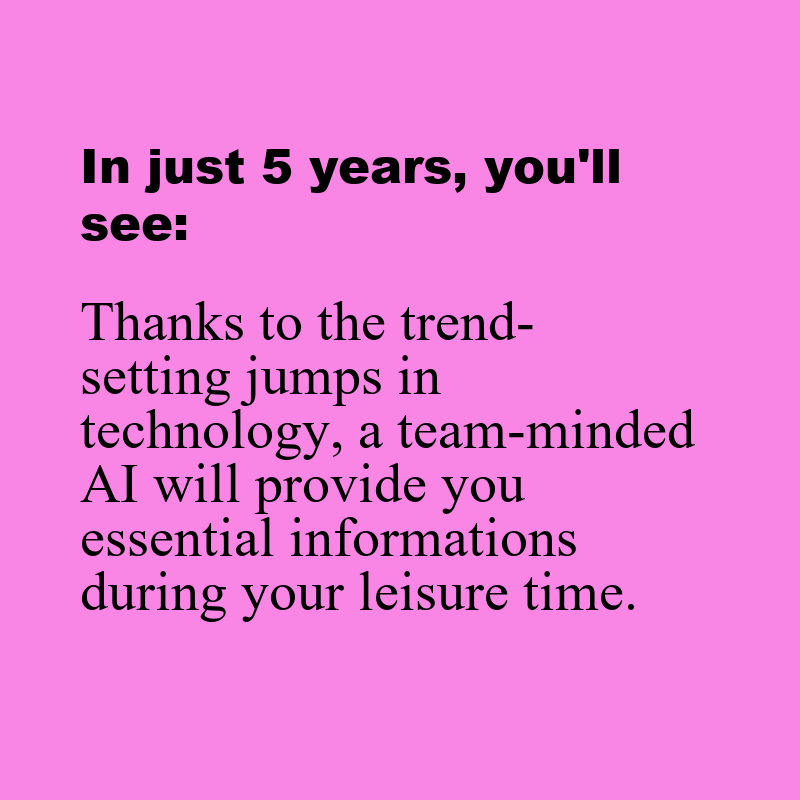 In just 5 years, you'll
see:
Thanks to the trend-
setting jumps in
technology, a team-minded
AI will provide you
essential informations
during your leisure time.